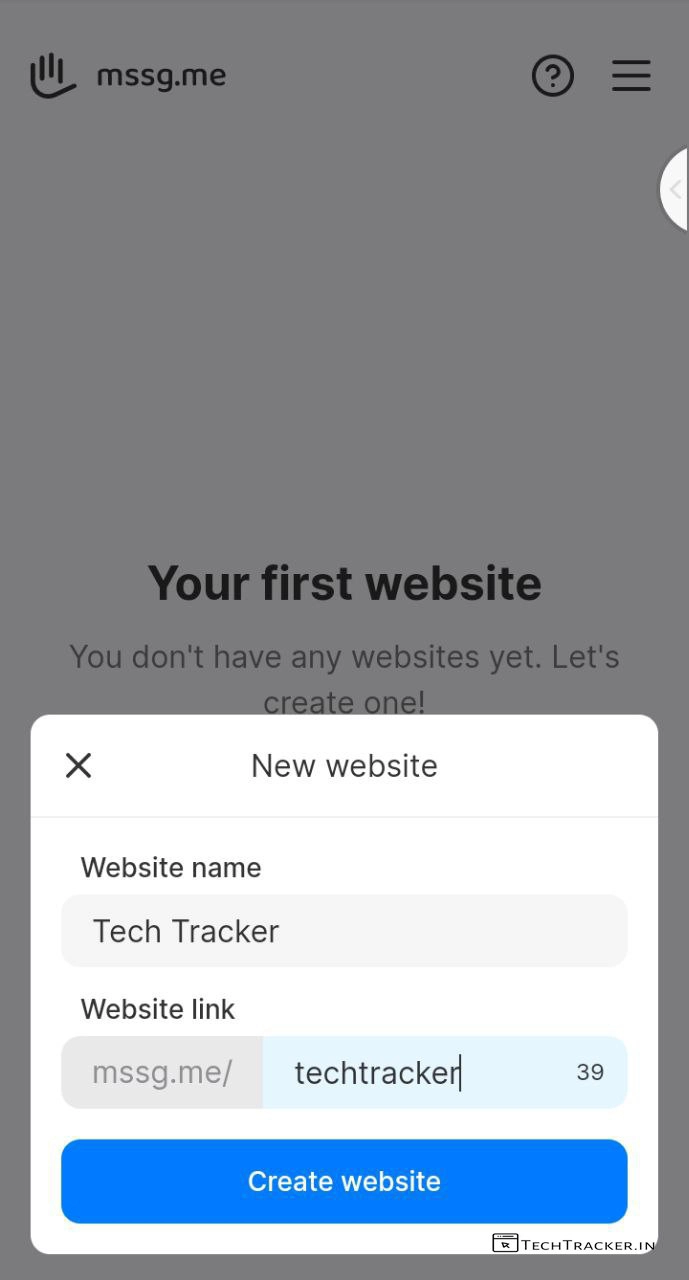 mssg.me
Your first website
You don't have any websites yet. Let's
create one!
New website
Website name
Tech Tracker
Website link
mssg.me/ techtracker 39
Create website
TECHTRACKER.IN